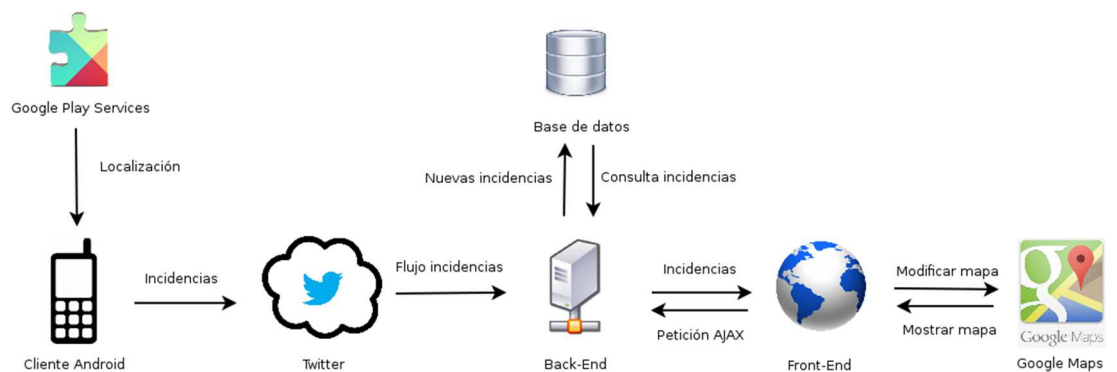 Google Play Services
Localización
Base de datos
Nuevas incidencias
Consulta incidencias
Incidencias
Flujo incidencias
Incidencias
Petición AJAX
Modificar mapa
Mostrar mapa
g
Google Maps
Cliente Android
Twitter
Back-End
Front-End
Google Maps